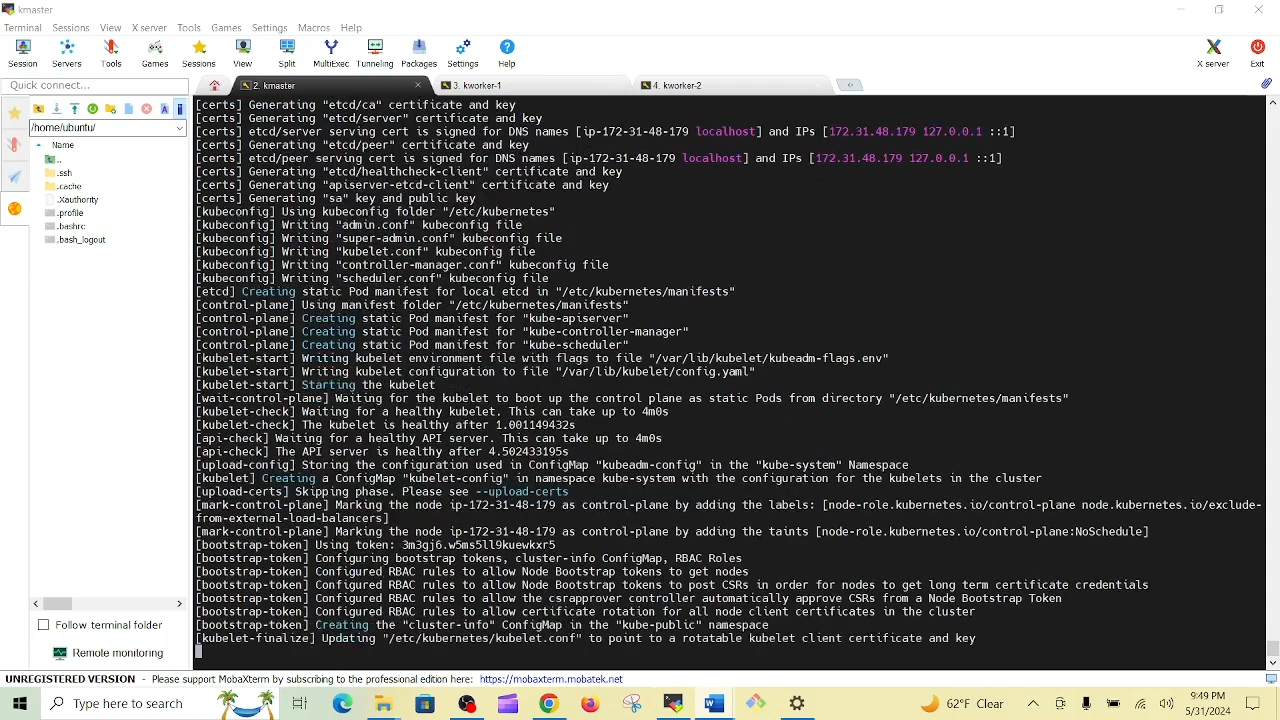 kmaster
Terminal Sessions View X server Tools Games Settings Macros Help
Session Servers Tools Games Sessions View Split MultiExec Tunneling Packages Settings Help X server Exit
Quick connect...
2. kmaster
3. kworker-1
4. kworker-2
/home/ubuntu/
Name
..
.ssh
.cache
.Xauthority
.profile
.bashrc
.bash_logout
[certs] Generating "etcd/ca" certificate and key
[certs] Generating "etcd/server" certificate and key
[certs] etcd/server serving cert is signed for DNS names [ip-172-31-48-179 localhost] and IPs [172.31.48.179 127.0.0.1 ::1]
[certs] Generating "etcd/peer" certificate and key
[certs] etcd/peer serving cert is signed for DNS names [ip-172-31-48-179 localhost] and IPs [172.31.48.179 127.0.0.1 ::1]
[certs] Generating "etcd/healthcheck-client" certificate and key
[certs] Generating "apiserver-etcd-client" certificate and key
[certs] Generating "sa" key and public key
[kubeconfig] Using kubeconfig folder "/etc/kubernetes"
[kubeconfig] Writing "admin.conf" kubeconfig file
[kubeconfig] Writing "super-admin.conf" kubeconfig file
[kubeconfig] Writing "kubelet.conf" kubeconfig file
[kubeconfig] Writing "controller-manager.conf" kubeconfig file
[kubeconfig] Writing "scheduler.conf" kubeconfig file
[etcd] Creating static Pod manifest for local etcd in "/etc/kubernetes/manifests"
[control-plane] Using manifest folder "/etc/kubernetes/manifests"
[control-plane] Creating static Pod manifest for "kube-apiserver"
[control-plane] Creating static Pod manifest for "kube-controller-manager"
[control-plane] Creating static Pod manifest for "kube-scheduler"
[kubelet-start] Writing kubelet environment file with flags to file "/var/lib/kubelet/kubeadm-flags.env"
[kubelet-start] Writing kubelet configuration to file "/var/lib/kubelet/config.yaml"
[kubelet-start] Starting the kubelet
[wait-control-plane] Waiting for the kubelet to boot up the control plane as static Pods from directory "/etc/kubernetes/manifests"
[kubelet-check] Waiting for a healthy kubelet. This can take up to 4m0s
[kubelet-check] The kubelet is healthy after 1.001149432s
[api-check] Waiting for a healthy API server. This can take up to 4m0s
[api-check] The API server is healthy after 4.502433195s
[upload-config] Storing the configuration used in ConfigMap "kubeadm-config" in the "kube-system" Namespace
[kubelet] Creating a ConfigMap "kubelet-config" in namespace kube-system with the configuration for the kubelets in the cluster
[upload-certs] Skipping phase. Please see --upload-certs
[mark-control-plane] Marking the node ip-172-31-48-179 as control-plane by adding the labels: [node-role.kubernetes.io/control-plane node.kubernetes.io/exclude-
from-external-load-balancers]
[mark-control-plane] Marking the node ip-172-31-48-179 as control-plane by adding the taints [node-role.kubernetes.io/control-plane:NoSchedule]
[bootstrap-token] Using token: 3m3gj6.w5ms5ll9kuewkxr5
[bootstrap-token] Configuring bootstrap tokens, cluster-info ConfigMap, RBAC Roles
[bootstrap-token] Configured RBAC rules to allow Node Bootstrap tokens to get nodes
[bootstrap-token] Configured RBAC rules to allow Node Bootstrap tokens to post CSRs in order for nodes to get long term certificate credentials
[bootstrap-token] Configured RBAC rules to allow the csrapprover controller automatically approve CSRs from a Node Bootstrap Token
[bootstrap-token] Configured RBAC rules to allow certificate rotation for all node client certificates in the cluster
[bootstrap-token] Creating the "cluster-info" ConfigMap in the "kube-public" namespace
[kubelet-finalize] Updating "/etc/kubernetes/kubelet.conf" to point to a rotatable kubelet client certificate and key
Follow terminal folder
Remote monitoring
UNREGISTERED VERSION - Please support MobaXterm by subscribing to the professional edition here: https://mobaxterm.mobatek.net
Type here to search
62°F Clear
9:49 PM
5/31/2024